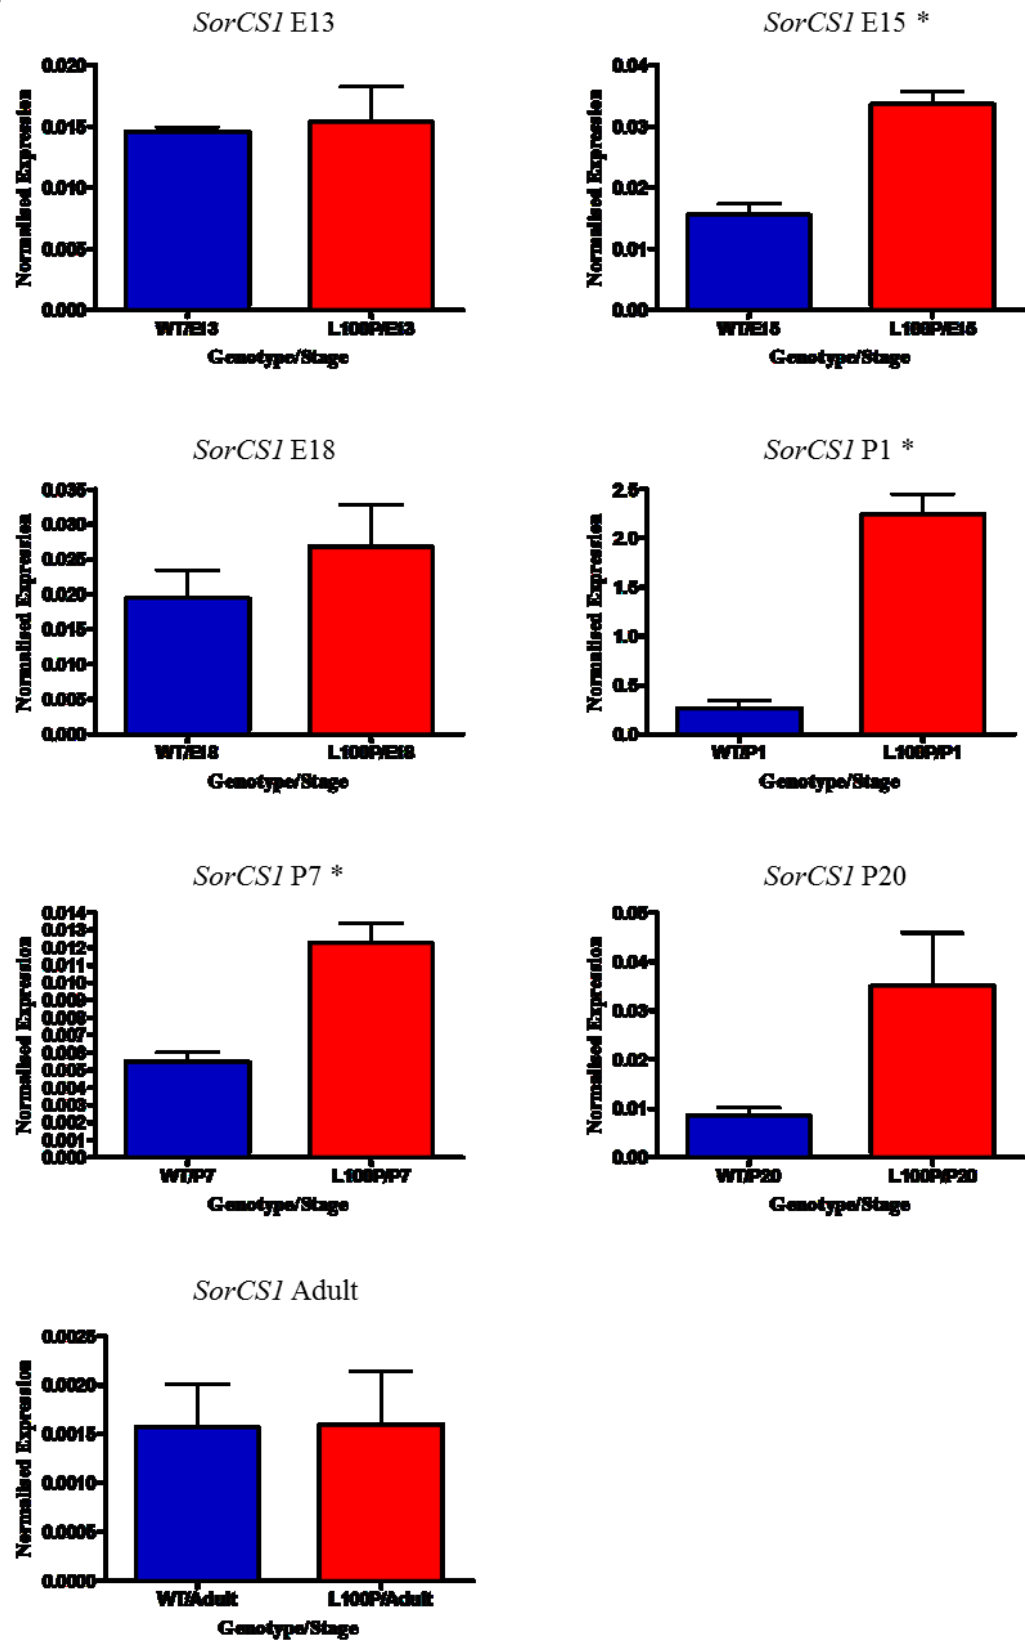 SorCS1 E13
Normalised Expression
0.020
0.015
0.010
0.005
0.000
WT/E13 L100P/E13
Genotype/Stage
SorCS1 E15 *
Normalised Expression
0.04
0.03
0.02
0.01
0.00
WT/E15 L100P/E15
Genotype/Stage
SorCS1 E18
Normalised Expression
0.035
0.030
0.025
0.020
0.015
0.010
0.005
0.000
WT/E18 L100P/E18
Genotype/Stage
SorCS1 P1 *
Normalised Expression
2.5
2.0
1.5
1.0
0.5
0.0
WT/P1 L100P/P1
Genotype/Stage
SorCS1 P7 *
Normalised Expression
0.014
0.013
0.012
0.011
0.010
0.009
0.008
0.007
0.006
0.005
0.004
0.003
0.002
0.001
0.000
WT/P7 L100P/P7
Genotype/Stage
SorCS1 P20
Normalised Expression
0.05
0.04
0.03
0.02
0.01
0.00
WT/P20 L100P/P20
Genotype/Stage
SorCS1 Adult
Normalised Expression
0.0025
0.0020
0.0015
0.0010
0.0005
0.0000
WT/Adult L100P/Adult
Genotype/Stage